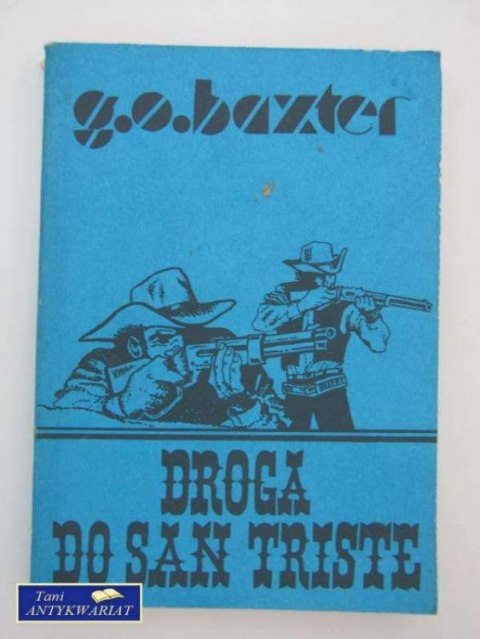 g.o.baxter
DROGA
DO SAN TRISTE
Tani
ANTYKWARIAT